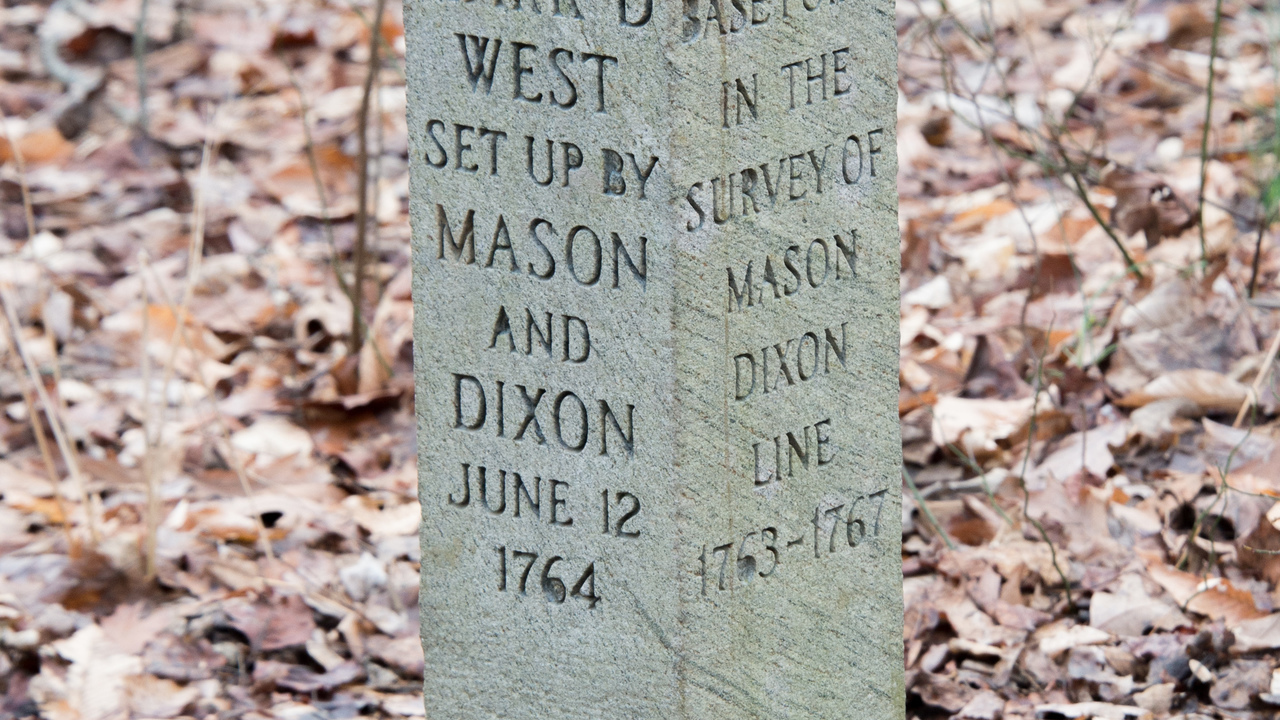 WEST
SET UP BY
MASON
AND
DIXON
JUNE 12
1764
IN THE
SURVEY OF
MASON
DIXON
LINE
1763-1767